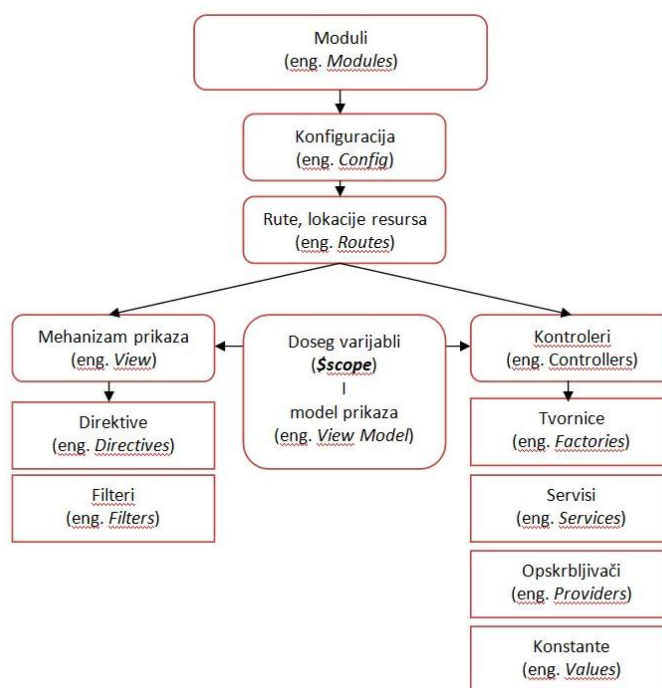 Moduli
(eng. Modules)
Konfiguracija
(eng. Config)
Rute, lokacije resursa
(eng. Routes)
Mehanizam prikaza
(eng. View)
Direktive
(eng. Directives)
Filteri
(eng. Filters)
Doseg varijabli
($scope)
I
model prikaza
(eng. View Model)
Kontroleri
(eng. Controllers)
Tvornice
(eng. Factories)
Servisi
(eng. Services)
Opskrbljivači
(eng. Providers)
Konstante
(eng. Values)